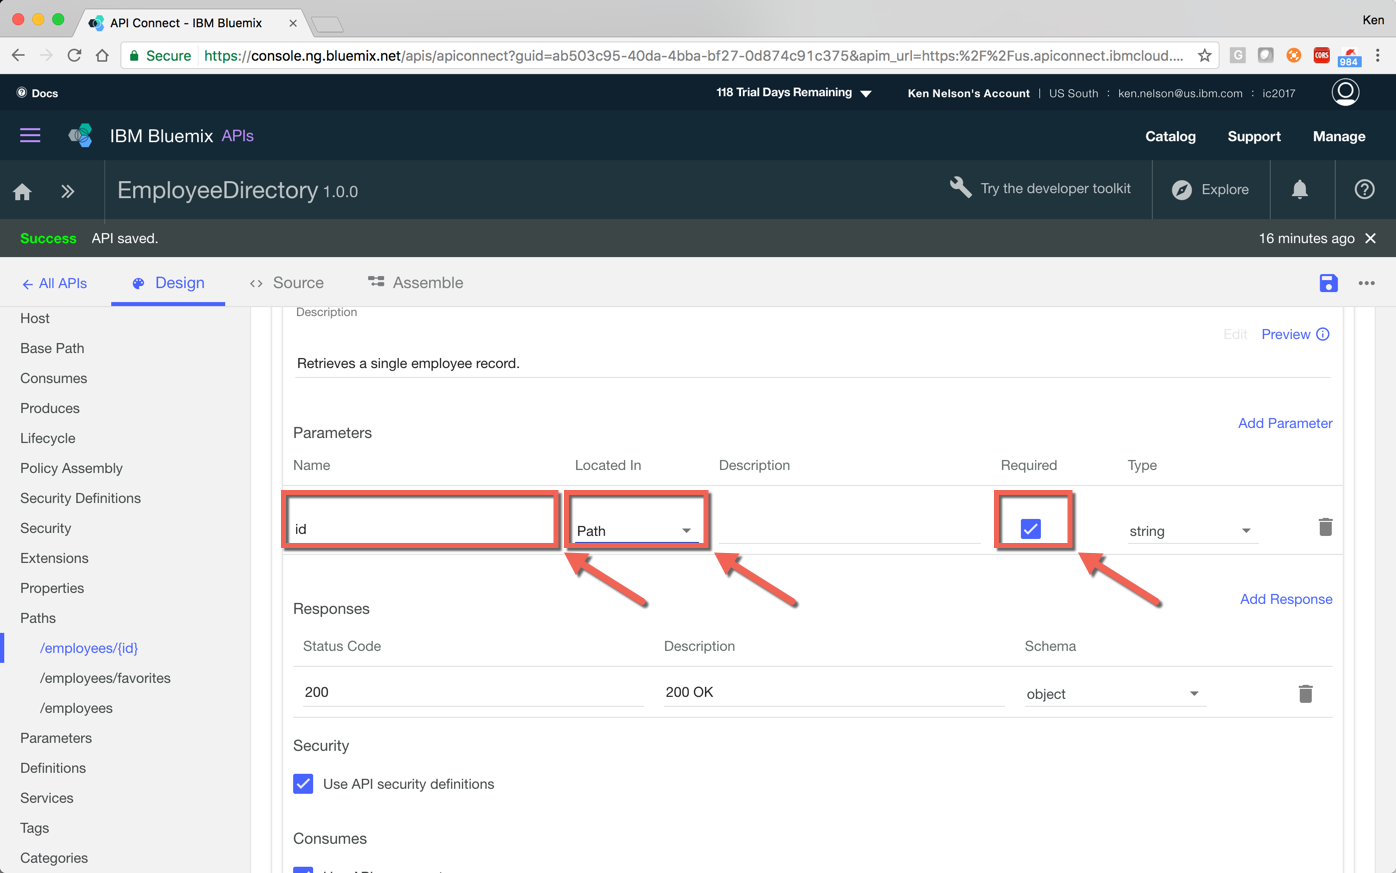 API Connect - IBM Bluemix
Ken
Secure https://console.ng.bluemix.net/apis/apiconnect?guid=ab503c95-40da-4bba-bf27-0d874c91c375&apim_url=https:%2F%2Fus.apiconnect.ibmcloud....
G CORS 984
Docs
118 Trial Days Remaining
Ken Nelson's Account | US South : ken.nelson@us.ibm.com : ic2017
IBM Bluemix APIs
Catalog Support Manage
EmployeeDirectory 1.0.0
Try the developer toolkit
Explore
Success API saved.
16 minutes ago
← All APIs
Design
Source
Assemble
Host
Base Path
Consumes
Produces
Lifecycle
Policy Assembly
Security Definitions
Security
Extensions
Properties
Paths
/employees/{id}
/employees/favorites
/employees
Parameters
Definitions
Services
Tags
Categories
Description
Edit Preview
Retrieves a single employee record.
Parameters
Add Parameter
Name Located In Description Required Type
id Path string
Responses
Add Response
Status Code Description Schema
200 200 OK object
Security
Use API security definitions
Consumes